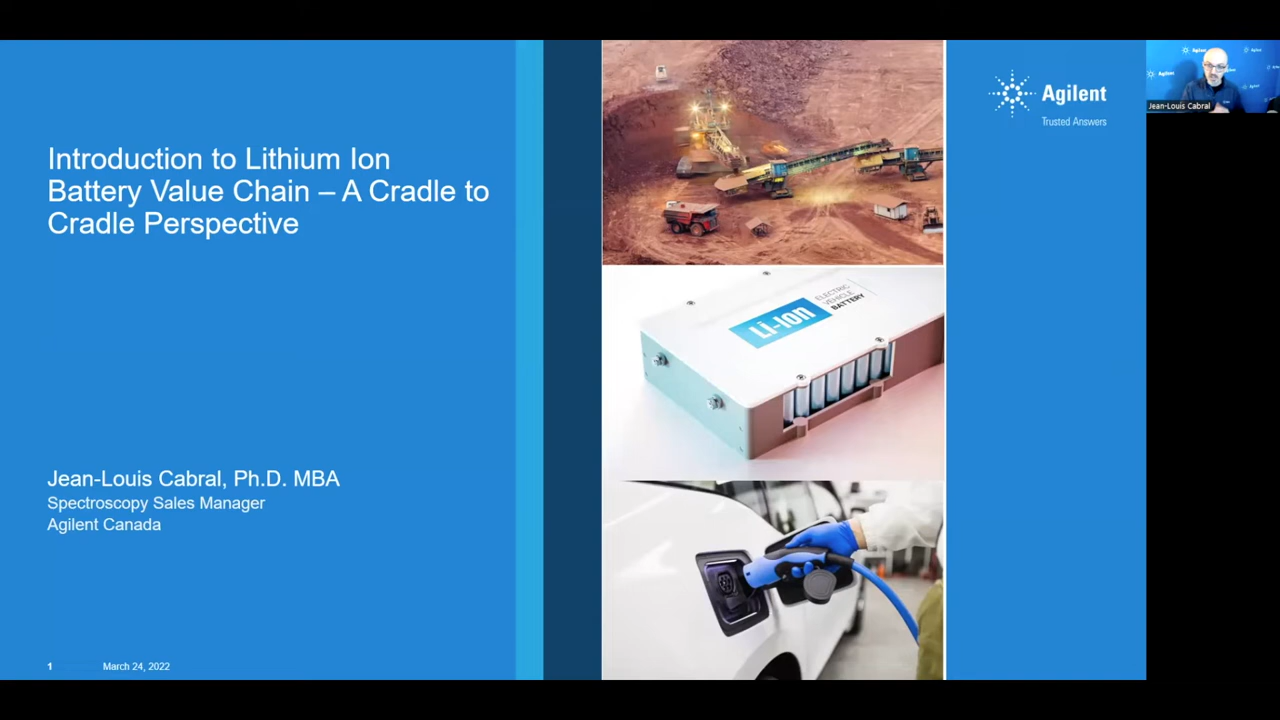 Introduction to Lithium Ion
Battery Value Chain – A Cradle to
Cradle Perspective
Jean-Louis Cabral, Ph.D. MBA
Spectroscopy Sales Manager
Agilent Canada
1
March 24, 2022
Li-Ion
ELECTRIC
VEHICLE
BATTERY
Agilent
Trusted Answers
Agilent
Jean-Louis Cabral